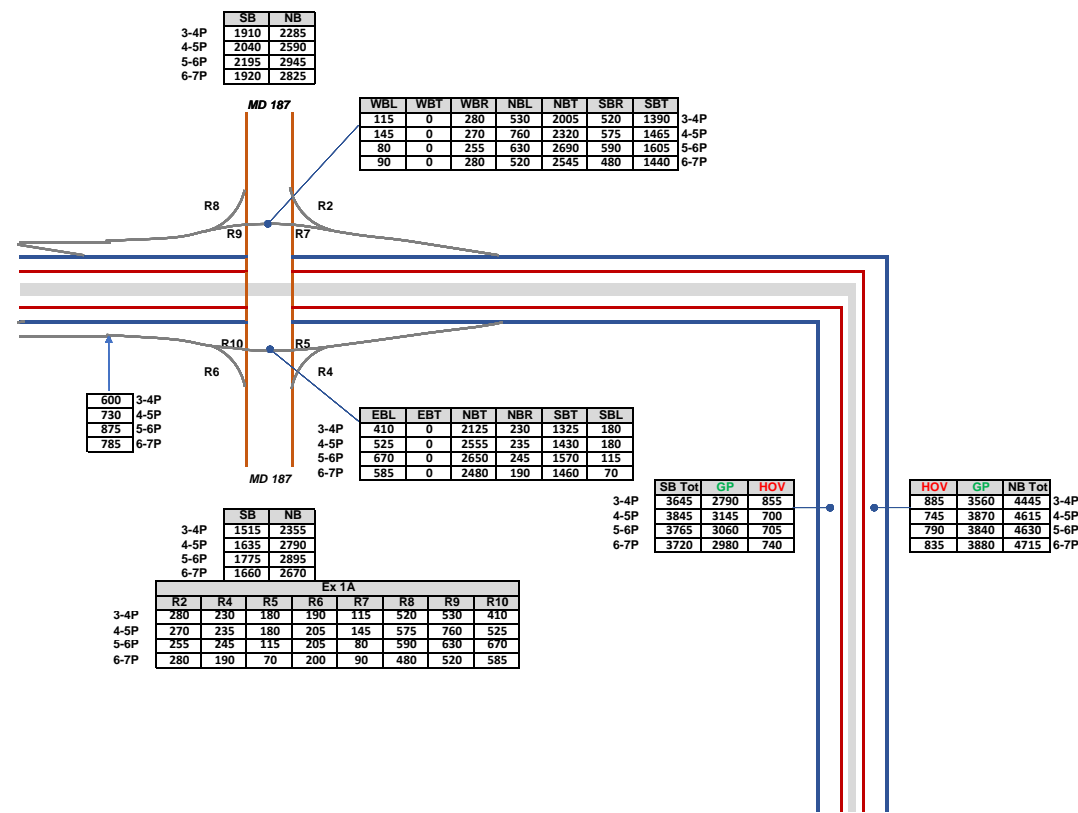 SB NB
3-4P 1910 2285
4-5P 2040 2590
5-6P 2195 2945
6-7P 1920 2825
MD 187
WBL WBT WBR NBL NBT SBR SBT
115 0 280 530 2005 520 1390 3-4P
145 0 270 760 2320 575 1465 4-5P
80 0 255 630 2690 590 1605 5-6P
90 0 280 520 2545 480 1440 6-7P
R8 R2
R9 R7
R10 R5
R6 R4
600 3-4P
730 4-5P
875 5-6P
785 6-7P
EBL EBT NBT NBR SBT SBL
3-4P 410 0 2125 230 1325 180
4-5P 525 0 2555 235 1430 180
5-6P 670 0 2650 245 1570 115
6-7P 585 0 2480 190 1460 70
MD 187
SB Tot GP HOV
3-4P 3645 2790 855
4-5P 3845 3145 700
5-6P 3765 3060 705
6-7P 3720 2980 740
HOV GP NB Tot
885 3560 4445 3-4P
745 3870 4615 4-5P
790 3840 4630 5-6P
835 3880 4715 6-7P
SB NB
3-4P 1515 2355
4-5P 1635 2790
5-6P 1775 2895
6-7P 1660 2670
Ex 1A
R2 R4 R5 R6 R7 R8 R9 R10
3-4P 280 230 180 190 115 520 530 410
4-5P 270 235 180 205 145 575 760 525
5-6P 255 245 115 205 80 590 630 670
6-7P 280 190 70 200 90 480 520 585